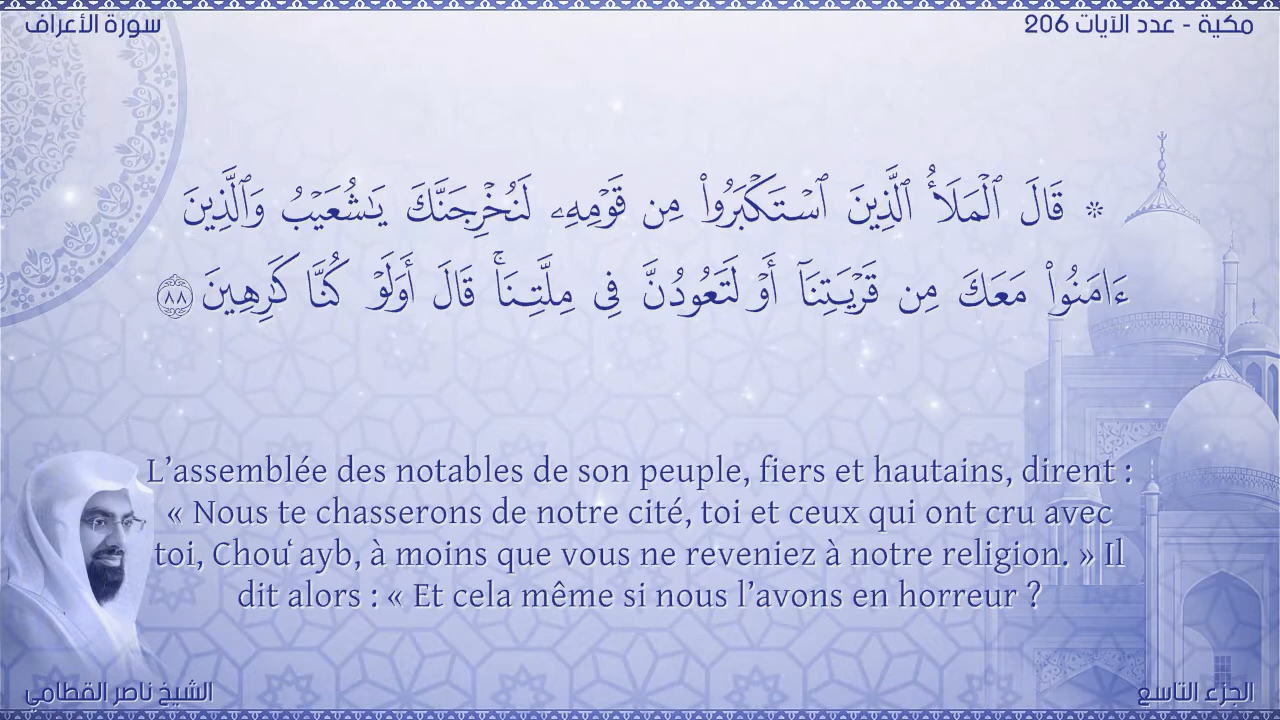 سورة الأعراف
مكية - عدد الآيات 206
۞ قَالَ ٱلْمَلَأُ ٱلَّذِينَ ٱسْتَكْبَرُوا۟ مِن قَوْمِهِۦ لَنُخْرِجَنَّكَ يَـٰشُعَيْبُ وَٱلَّذِينَ
ءَامَنُوا۟ مَعَكَ مِن قَرْيَتِنَآ أَوْ لَتَعُودُنَّ فِى مِلَّتِنَا ۚ قَالَ أَوَلَوْ كُنَّا كَـٰرِهِينَ ٨٨
L’assemblée des notables de son peuple, fiers et hautains, dirent :
« Nous te chasserons de notre cité, toi et ceux qui ont cru avec
toi, Chou‘ayb, à moins que vous ne reveniez à notre religion. » Il
dit alors : « Et cela même si nous l’avons en horreur ?
الشيخ ناصر القطامي
الجزء التاسع